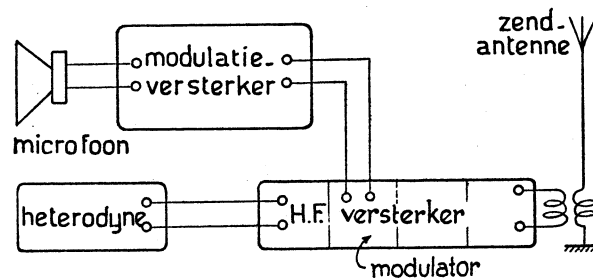 zend-
antenne
modulatie-
versterker
microfoon
heterodyne
H.F. versterker
modulator